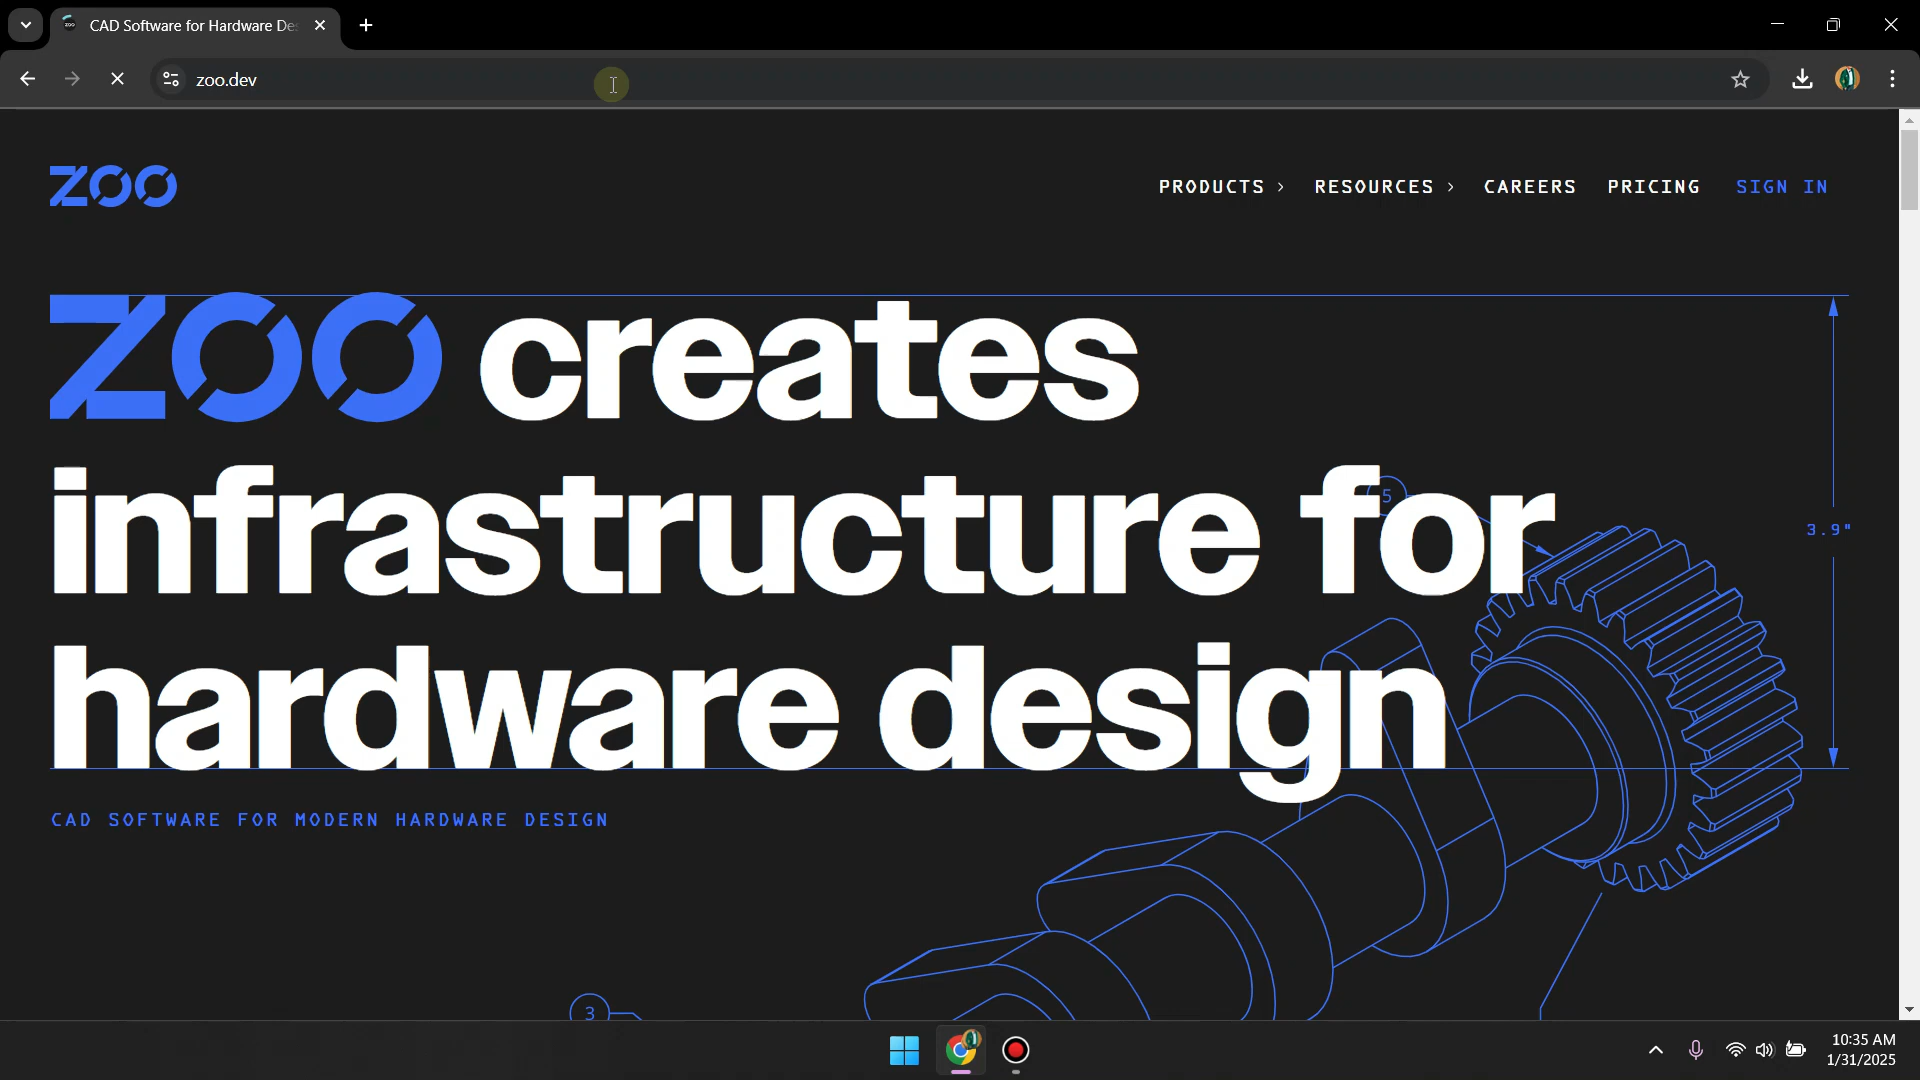 CAD Software for Hardware De
zoo.dev
ZOO
PRODUCTS
RESOURCES
CAREERS
PRICING
SIGN IN
ZOO creates
infrastructure for
hardware design
5
3.9"
CAD SOFTWARE FOR MODERN HARDWARE DESIGN
3
10:35 AM
1/31/2025